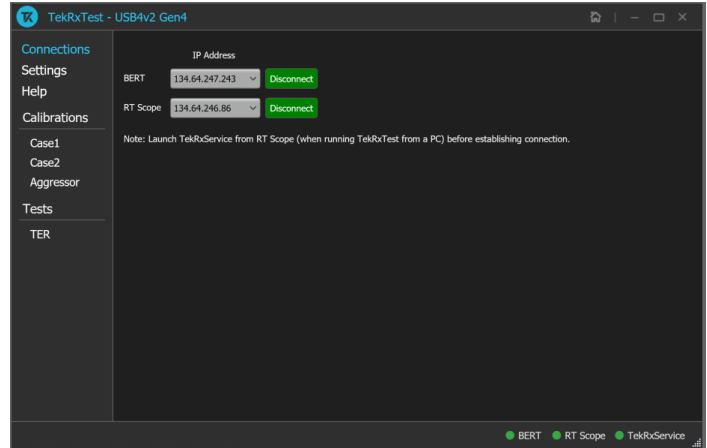 TK TekRxTest - USB4v2 Gen4
Connections
Settings
Help
Calibrations
Case1
Case2
Aggressor
Tests
TER
IP Address
BERT 134.64.247.243 Disconnect
RT Scope 134.64.246.86 Disconnect
Note: Launch TekRxService from RT Scope (when running TekRxTest from a PC) before establishing connection.
BERT RT Scope TekRxService